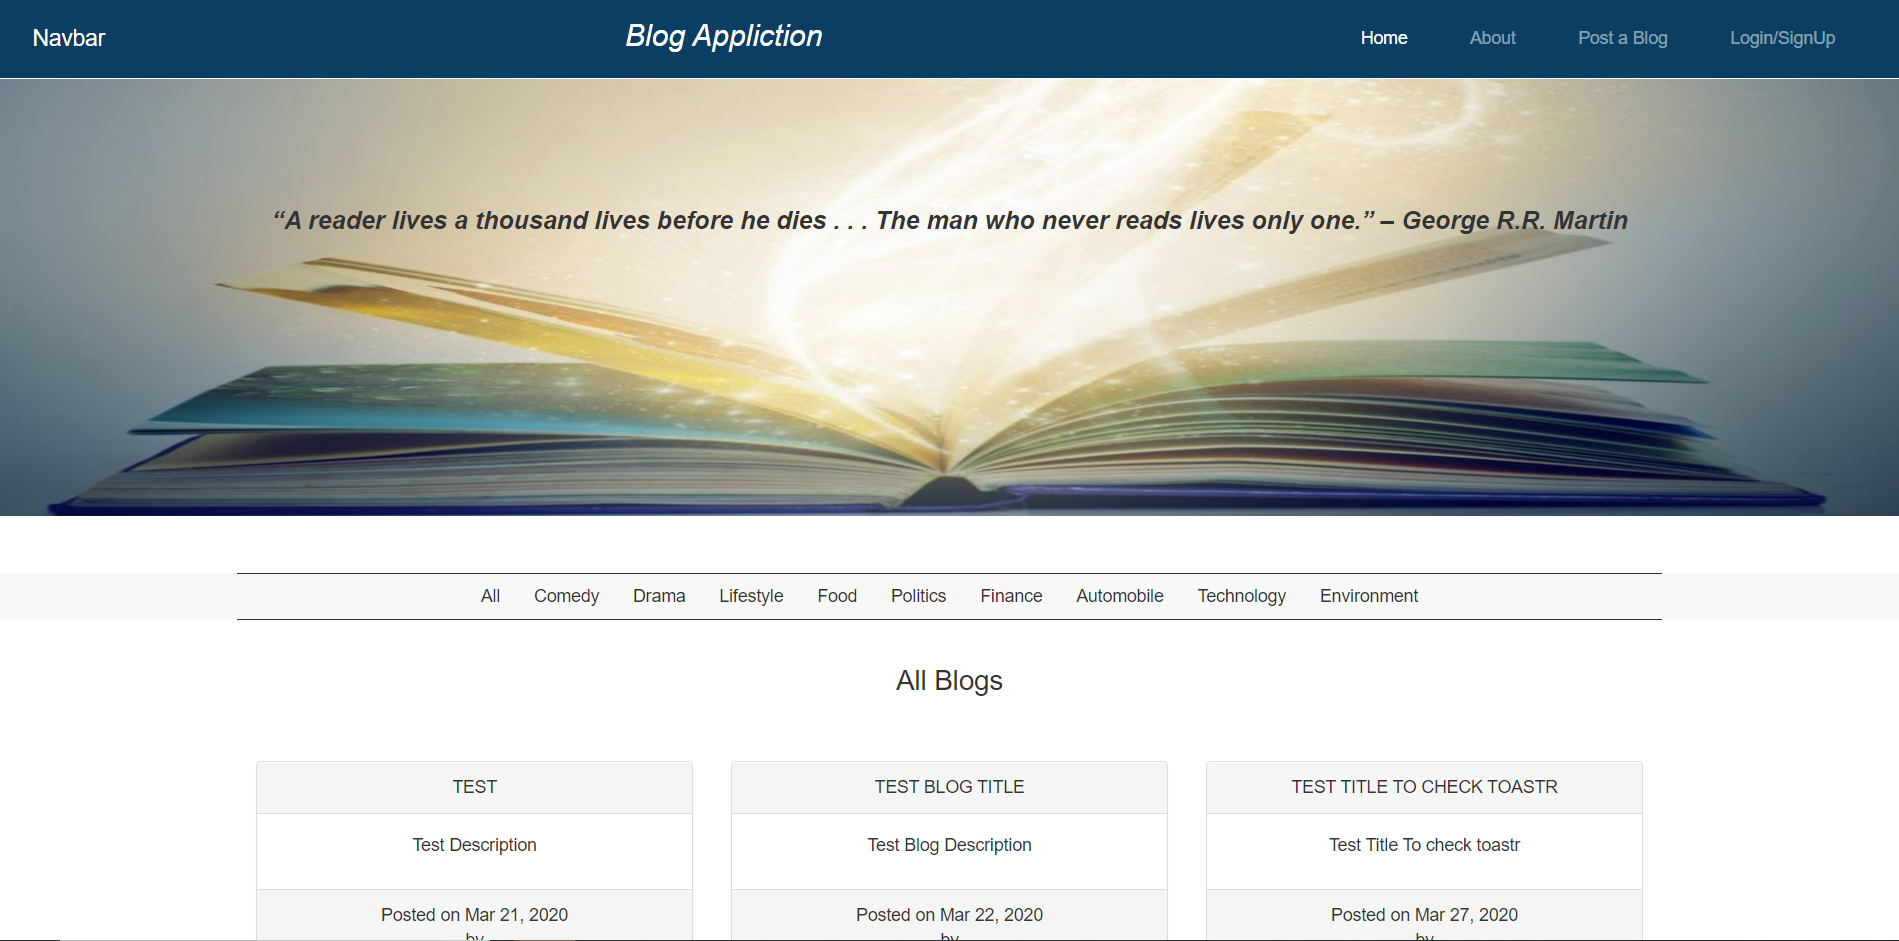 Navbar Blog Appliction Home About Post a Blog Login/SignUp
“A reader lives a thousand lives before he dies . . . The man who never reads lives only one.” – George R.R. Martin
All Comedy Drama Lifestyle Food Politics Finance Automobile Technology Environment
All Blogs
TEST
Test Description
Posted on Mar 21, 2020
by
TEST BLOG TITLE
Test Blog Description
Posted on Mar 22, 2020
by
TEST TITLE TO CHECK TOASTR
Test Title To check toastr
Posted on Mar 27, 2020
by